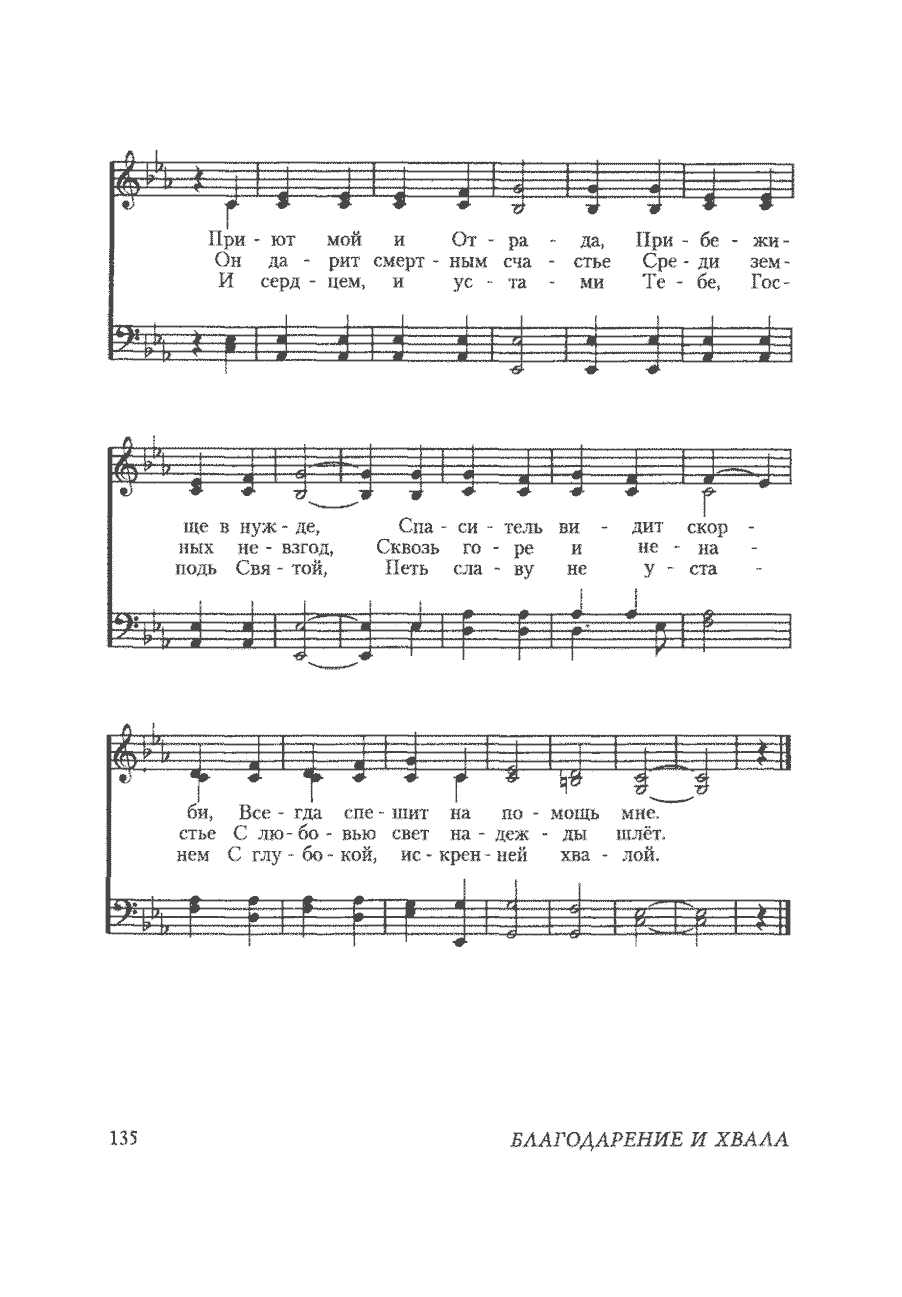 При - ют мой и От - ра - да, При - бе - жи-
Он да - рит смерт - ным сча - стье Сре - ди зем-
И серд - цем, и ус - та - ми Те - бе, Гос-
ще в нуж - де, Спа - си - тель ви - дит скор -
ных не - взгод, Сквозь го - ре и не - на -
подь Свя - той, Петь сла - ву не у - ста -
би, Все - гда спе - шит на по - мощь мне.
стье С лю - бо - вью свет на - деж - ды шлёт.
нем С глу - бо - кой, ис - крен - ней хва - лой.
135 БЛАГОДАРЕНИЕ И ХВАЛА